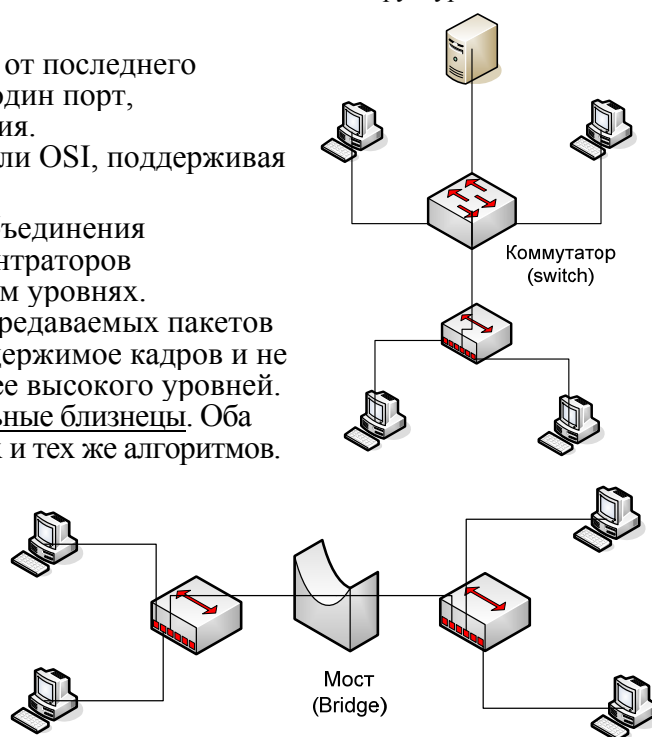 от последнего
один порт,
ия.
ли OSI, поддерживая
ъединения
нтраторов
м уровнях.
редаваемых пакетов
держимое кадров и не
ее высокого уровней.
ьные близнецы. Оба
х и тех же алгоритмов.
Коммутатор
(switch)
Мост
(Bridge)